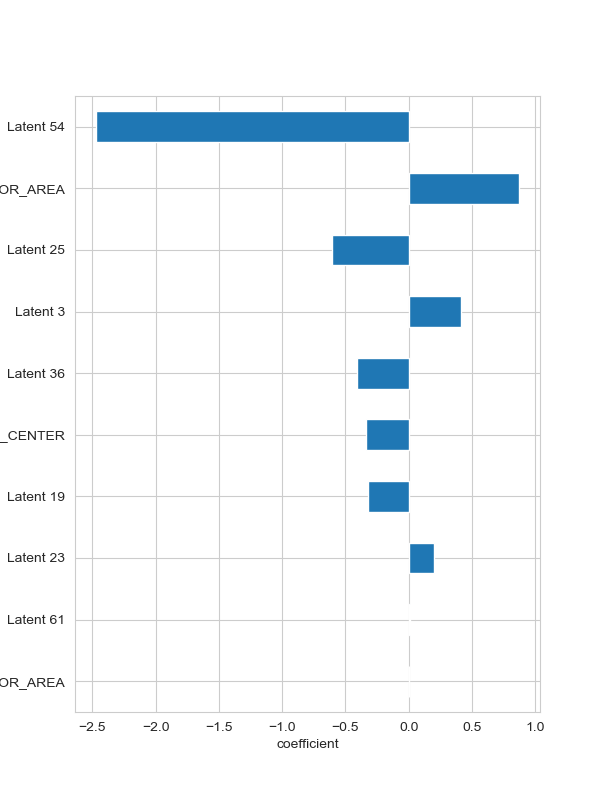 Latent 54
OR_AREA
Latent 25
Latent 3
Latent 36
_CENTER
Latent 19
Latent 23
Latent 61
OR_AREA
−2.5 −2.0 −1.5 −1.0 −0.5 0.0 0.5 1.0
coefficient